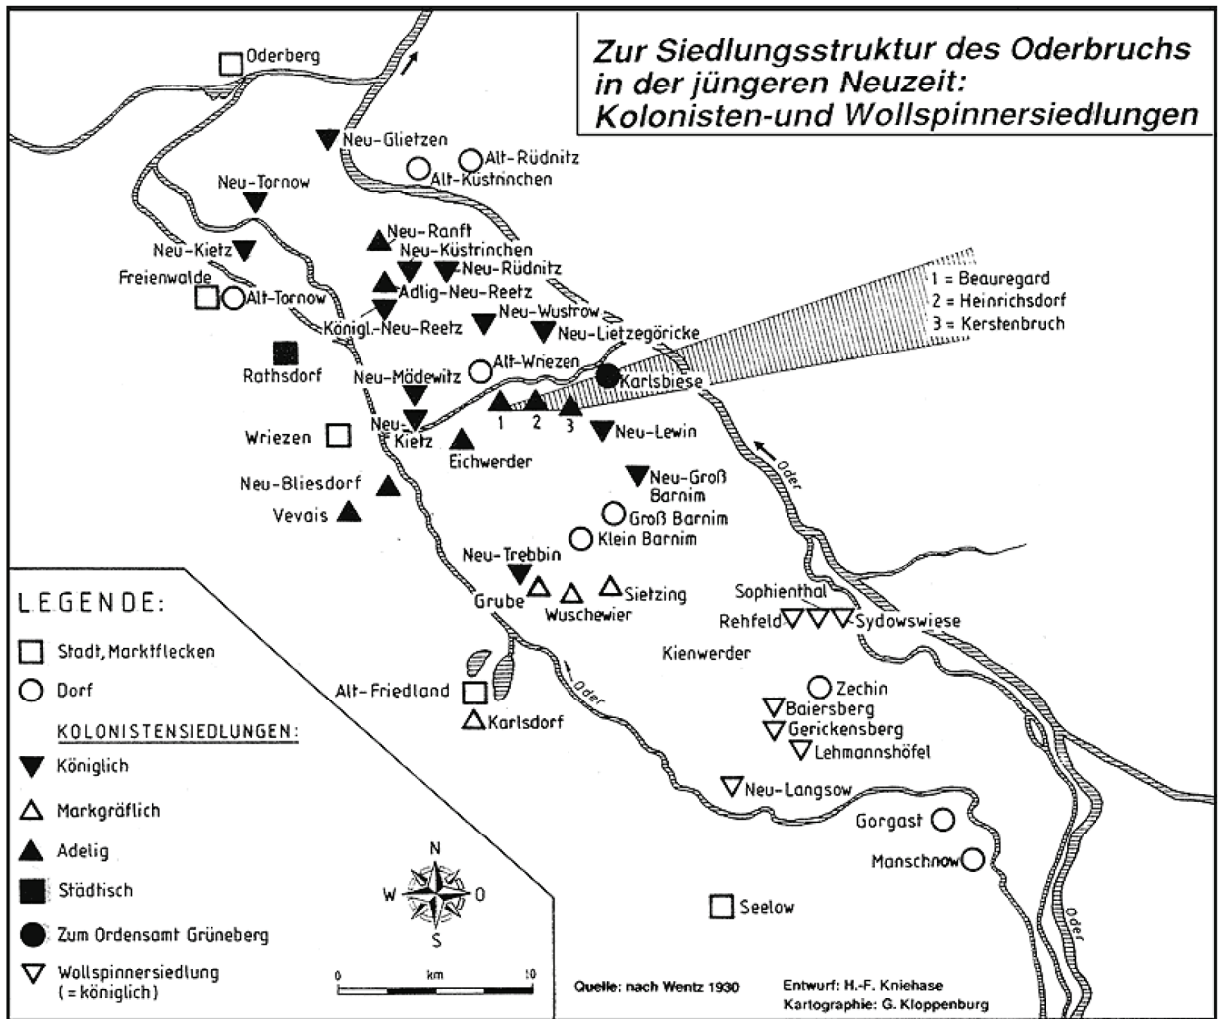 Zur Siedlungsstruktur des Oderbruchs
in der jüngeren Neuzeit:
Kolonisten-und Wollspinnersiedlungen
Oderberg
Neu-Glietzen
Alt-Rüdnitz
Alt-Küstrinchen
Neu-Tornow
Neu-Ranft
Neu-Kietz
Neu-Küstrinchen
Neu-Rüdnitz
Freienwalde
Alt-Tornow
Adlig-Neu-Reetz
1 = Beauregard
2 = Heinrichsdorf
3 = Kerstenbruch
Königl.-Neu-Reetz
Neu-Wustrow
Neu-Lietzegöricke
Rathsdorf
Alt-Wriezen
Neu-Mädewitz
Karlsbiese
1
2
3
Neu-
Kietz
Wriezen
Neu-Lewin
Eichwerder
Oder
Neu-Bliesdorf
Neu-Groß
Barnim
Vevais
Groß Barnim
Klein Barnim
Neu-Trebbin
Grube
Wuschewier
Sietzing
Sophienthal
Rehfeld
Sydowswiese
Kienwerder
Alt-Friedland
Oder
Zechin
Karlsdorf
Baiersberg
Gerickensberg
Lehmannshöfel
Neu-Langsow
Gorgast
Manschnow
Seelow
Oder
LEGENDE:
Stadt, Marktflecken
Dorf
KOLONISTENSIEDLUNGEN:
Königlich
Markgräflich
Adelig
Städtisch
Zum Ordensamt Grüneberg
Wollspinnersiedlung
(= königlich)
N
W O
S
0 km 10
Quelle: nach Wentz 1930
Entwurf: H.-F. Kniehase
Kartographie: G. Kloppenburg